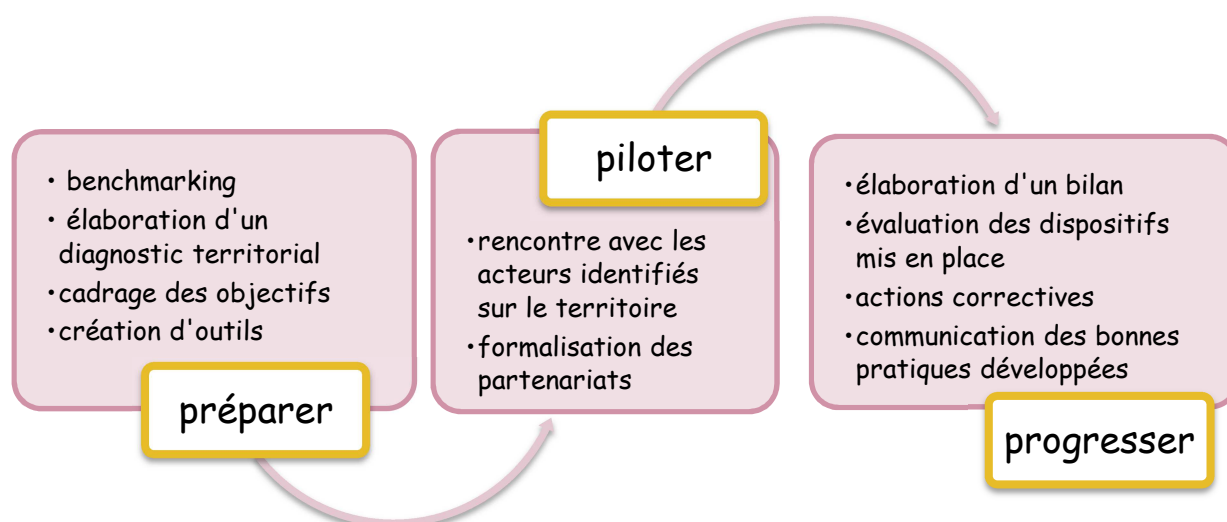 • benchmarking
• élaboration d'un
diagnostic territorial
• cadrage des objectifs
• création d'outils
préparer
piloter
• rencontre avec les
acteurs identifiés
sur le territoire
• formalisation des
partenariats
• élaboration d'un bilan
• évaluation des dispositifs
mis en place
• actions correctives
• communication des bonnes
pratiques développées
progresser